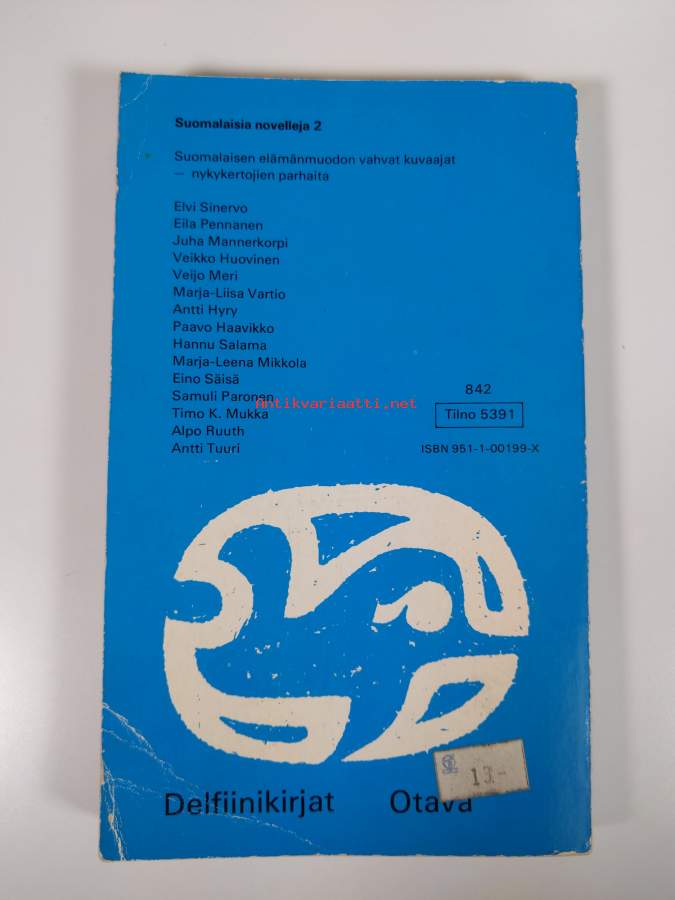 Suomalaisia novelleja 2
Suomalaisen elämänmuodon vahvat kuvaajat
— nykykertojien parhaita
Elvi Sinervo
Eila Pennanen
Juha Mannerkorpi
Veikko Huovinen
Veijo Meri
Marja-Liisa Vartio
Antti Hyry
Paavo Haavikko
Hannu Salama
Marja-Leena Mikkola
Eino Säisä
Samuli Paronen
Timo K. Mukka
Alpo Ruuth
Antti Tuuri
Antikvariaatti.net
842
Tilno 5391
ISBN 951-1-00199-X
13.-
Delfiinikirjat Otava